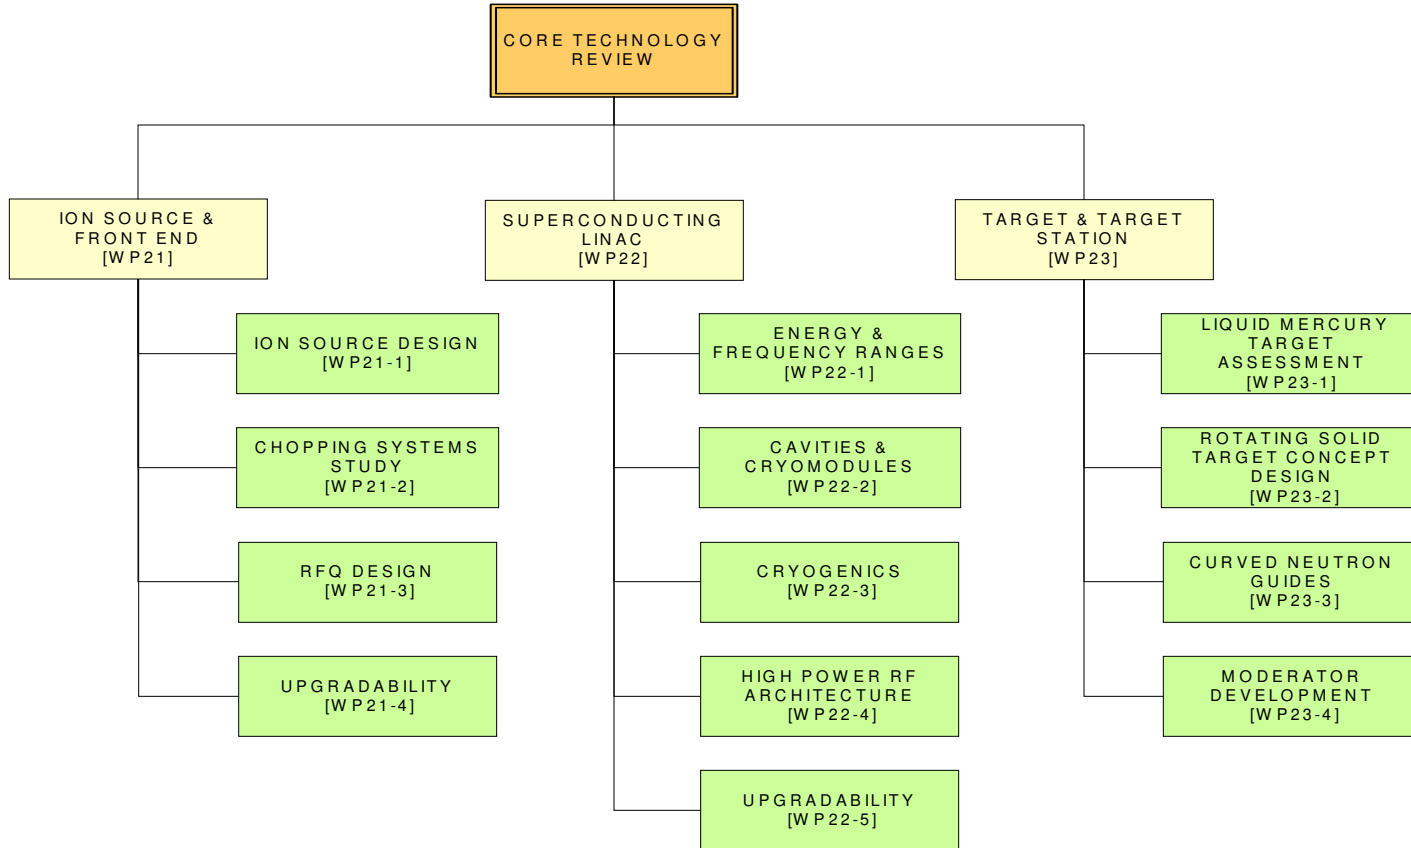 CORE TECHNOLOGY
REVIEW
ION SOURCE &
FRONT END
[WP21]
ION SOURCE DESIGN
[WP21-1]
CHOPPING SYSTEMS
STUDY
[WP21-2]
RFQ DESIGN
[WP21-3]
UPGRADABILITY
[WP21-4]
SUPERCONDUCTING
LINAC
[WP22]
ENERGY &
FREQUENCY RANGES
[WP22-1]
CAVITIES &
CRYOMODULES
[WP22-2]
CRYOGENICS
[WP22-3]
HIGH POWER RF
ARCHITECTURE
[WP22-4]
UPGRADABILITY
[WP22-5]
TARGET & TARGET
STATION
[WP23]
LIQUID MERCURY
TARGET
ASSESSMENT
[WP23-1]
ROTATING SOLID
TARGET CONCEPT
DESIGN
[WP23-2]
CURVED NEUTRON
GUIDES
[WP23-3]
MODERATOR
DEVELOPMENT
[WP23-4]